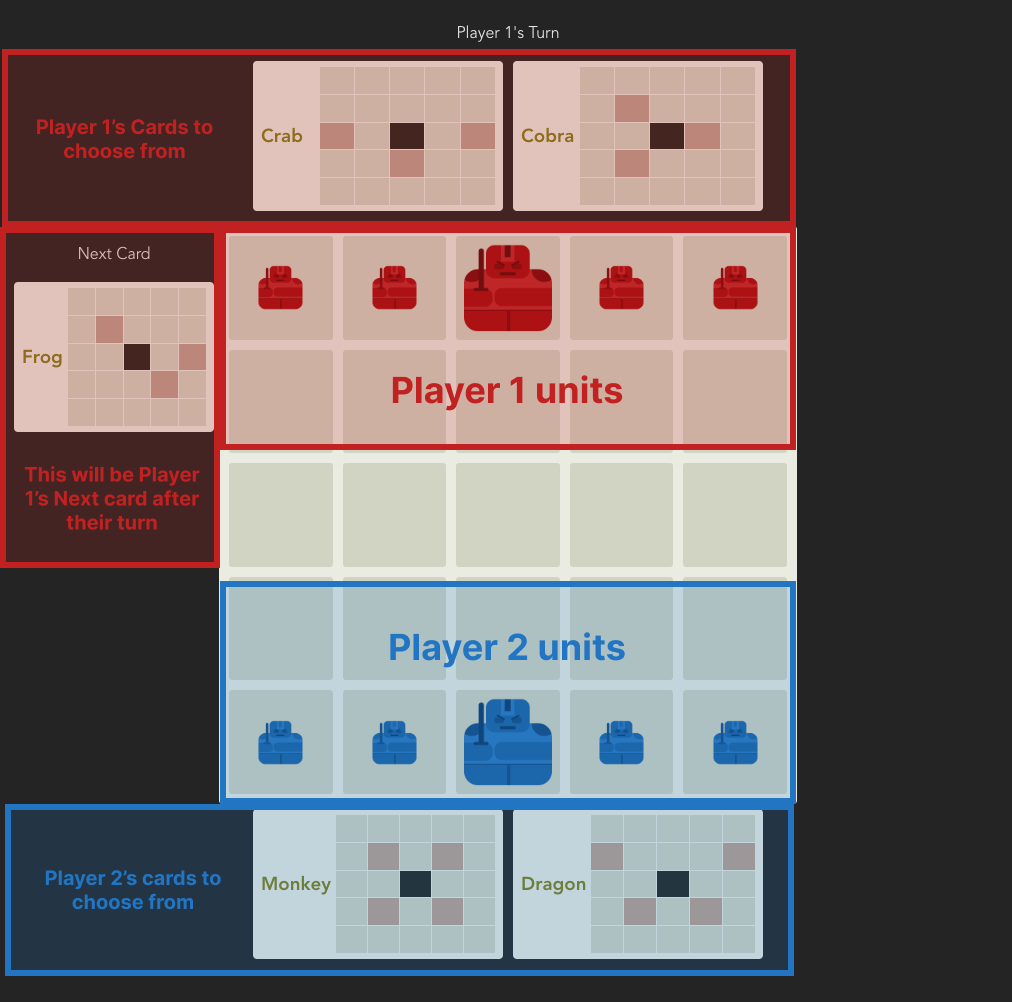 Player 1's Turn
Player 1's Cards to
choose from
Crab
Cobra
Next Card
Frog
This will be Player
1's Next card after
their turn
Player 1 units
Player 2 units
Player 2's cards to
choose from
Monkey
Dragon